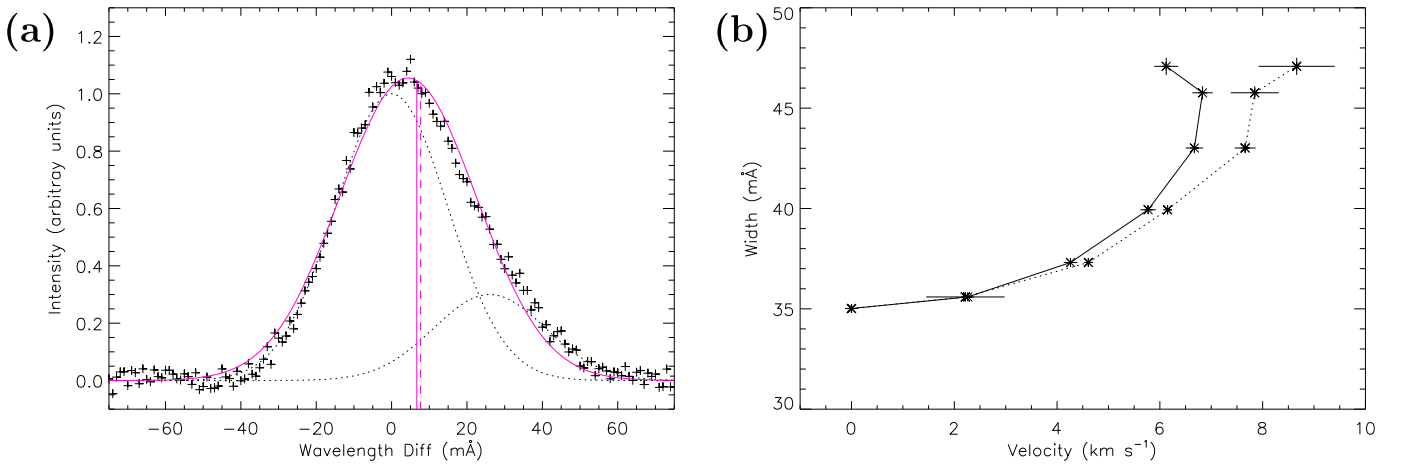 (a)
1.2
1.0
0.8
0.6
0.4
0.2
0.0
Intensity (arbitray units)
−60 −40 −20 0 20 40 60
Wavelength Diff (mÅ)
(b)
50
45
40
35
30
Width (mÅ)
0 2 4 6 8 10
Velocity (km s⁻¹)